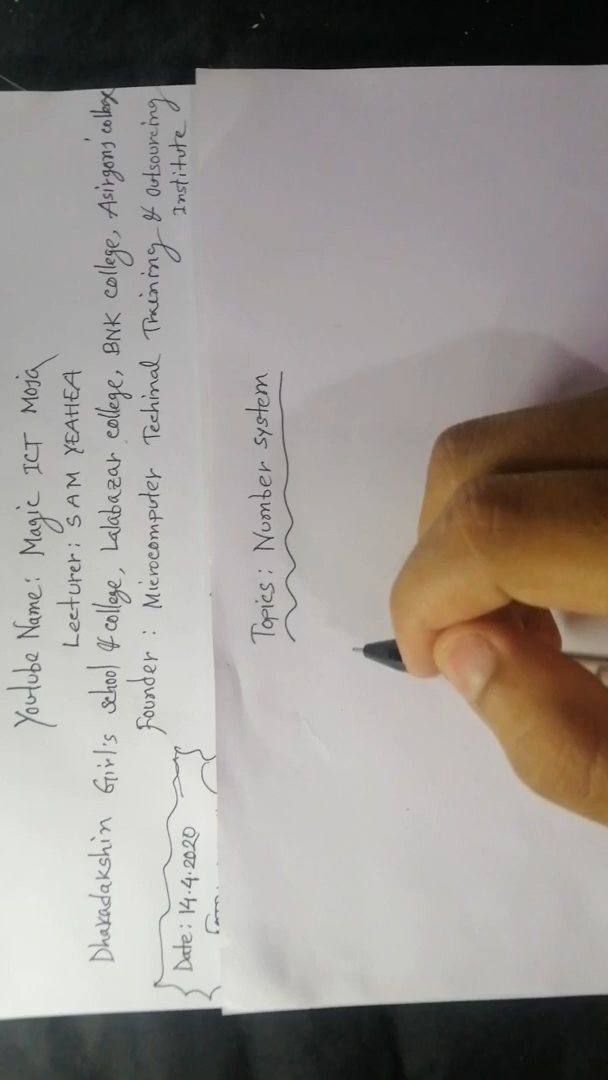 Youtube Name: Magic ICT Moja
Lecturer: SAM YEAHEA
Dhakadakshin Girl's school & college, Lalabazar college, BNK college, Asirgonj college
Founder: Microcomputer Techinal Training & Outsourcing
Institute
Date: 14.4.2020
Topics: Number system